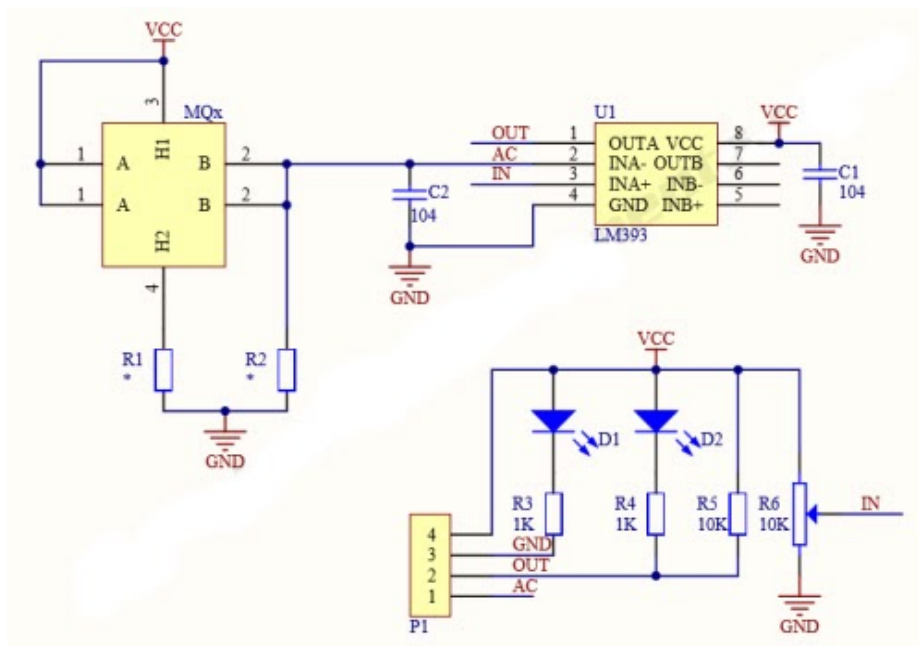 VCC
3
MQx
1 A H1 B 2
1 A B 2
H2
4
R1
*
R2
*
GND
C2
104
GND
U1
OUT 1 OUTA VCC 8
AC 2 INA- OUTB 7
IN 3 INA+ INB- 6
4 GND INB+ 5
LM393
VCC
C1
104
GND
VCC
D1
D2
R3
1K
R4
1K
R5
10K
R6
10K
IN
4
3 GND
2 OUT
1 AC
P1
GND